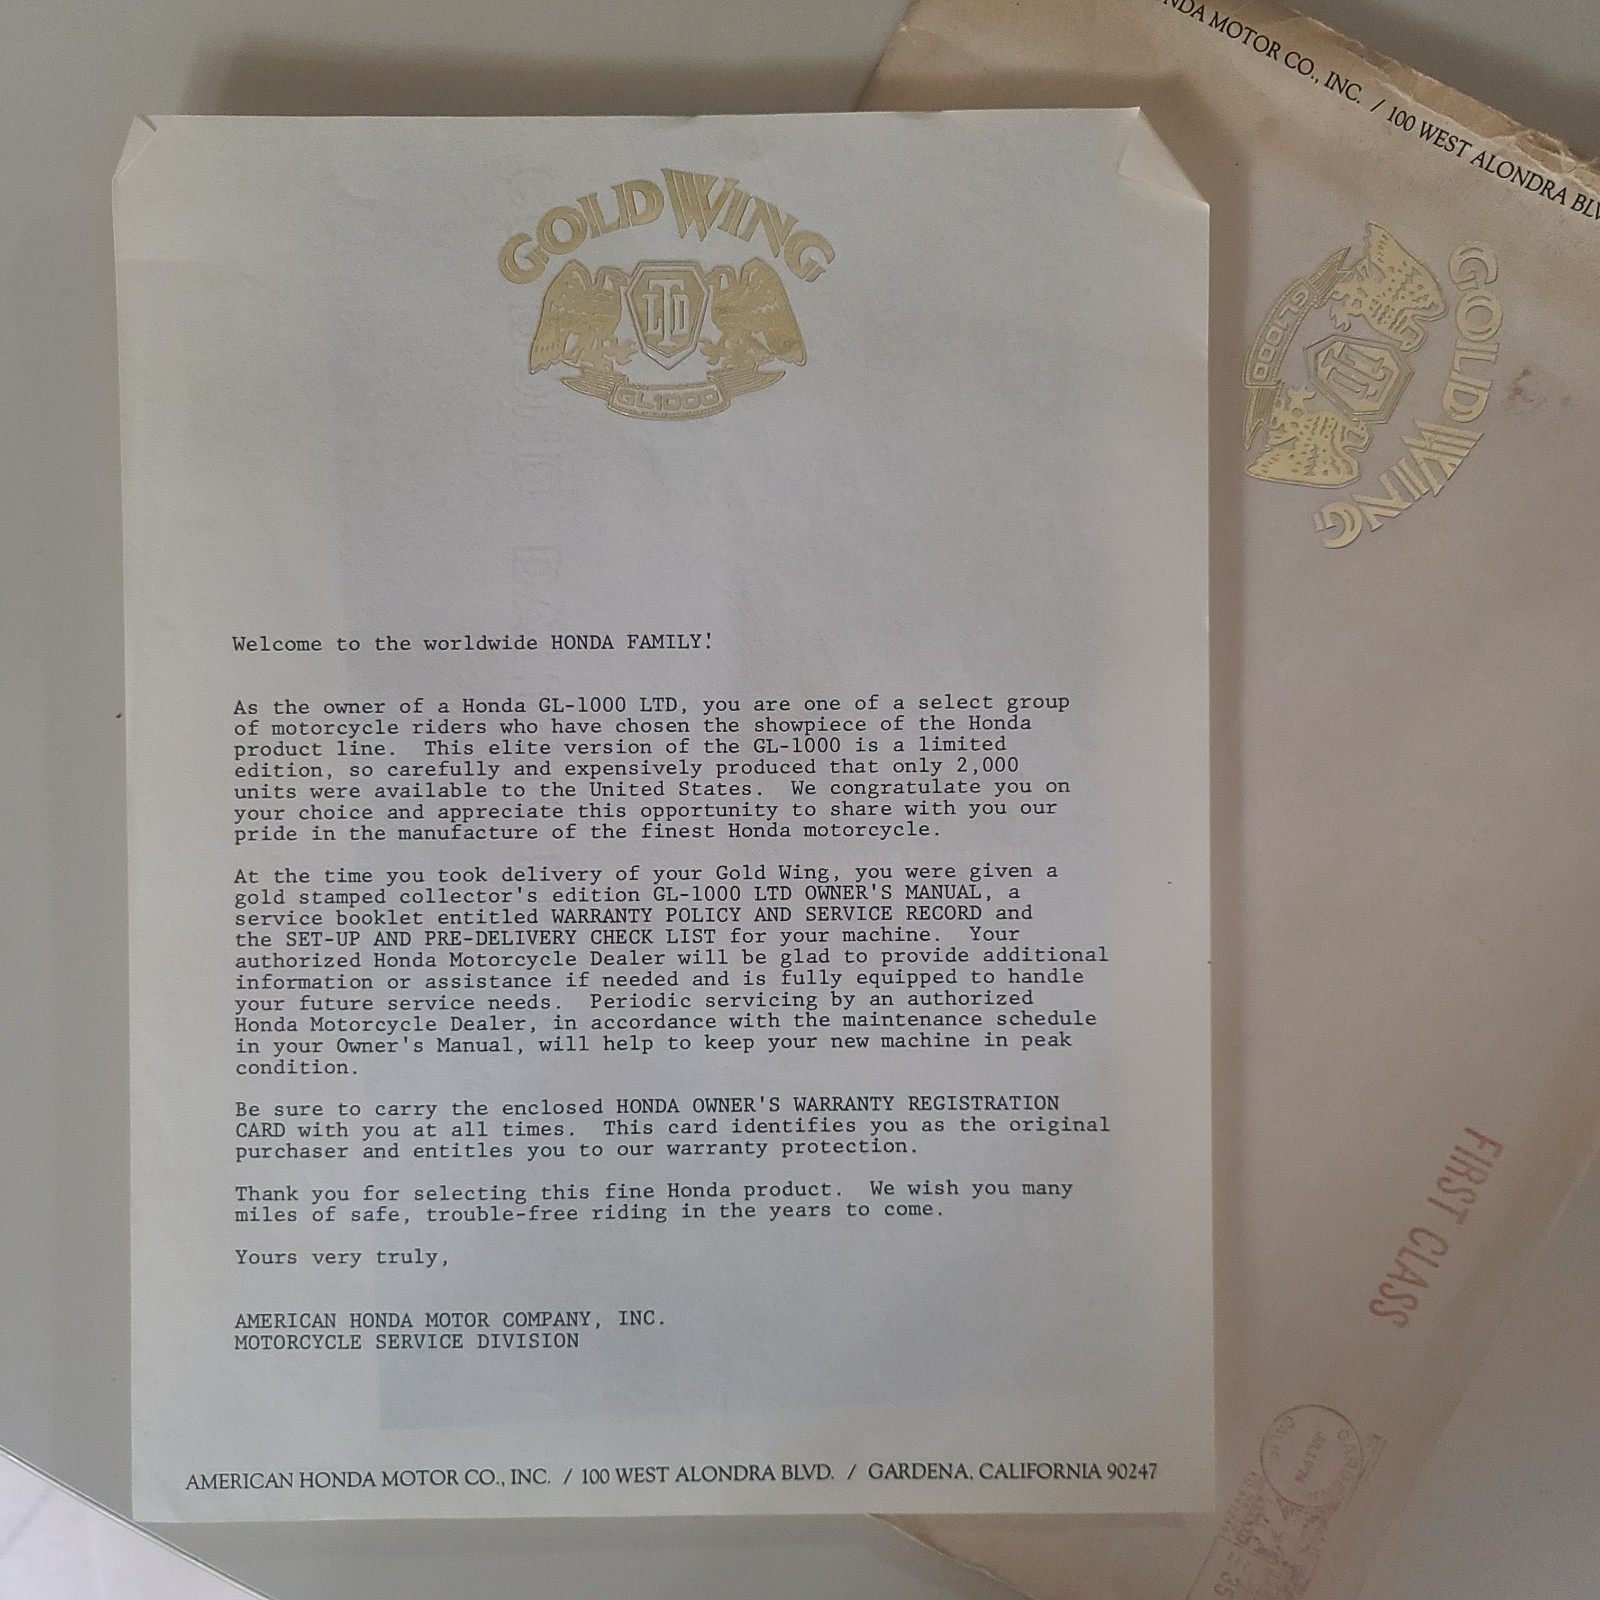 GOLDWING
LTD
GL1000
Welcome to the worldwide HONDA FAMILY!
As the owner of a Honda GL-1000 LTD, you are one of a select group
of motorcycle riders who have chosen the showpiece of the Honda
product line.  This elite version of the GL-1000 is a limited
edition, so carefully and expensively produced that only 2,000
units were available to the United States.  We congratulate you on
your choice and appreciate this opportunity to share with you our
pride in the manufacture of the finest Honda motorcycle.
At the time you took delivery of your Gold Wing, you were given a
gold stamped collector's edition GL-1000 LTD OWNER'S MANUAL, a
service booklet entitled WARRANTY POLICY AND SERVICE RECORD and
the SET-UP AND PRE-DELIVERY CHECK LIST for your machine.  Your
authorized Honda Motorcycle Dealer will be glad to provide additional
information or assistance if needed and is fully equipped to handle
your future service needs.  Periodic servicing by an authorized
Honda Motorcycle Dealer, in accordance with the maintenance schedule
in your Owner's Manual, will help to keep your new machine in peak
condition.
Be sure to carry the enclosed HONDA OWNER'S WARRANTY REGISTRATION
CARD with you at all times.  This card identifies you as the original
purchaser and entitles you to our warranty protection.
Thank you for selecting this fine Honda product.  We wish you many
miles of safe, trouble-free riding in the years to come.
Yours very truly,
AMERICAN HONDA MOTOR COMPANY, INC.
MOTORCYCLE SERVICE DIVISION
AMERICAN HONDA MOTOR CO., INC. / 100 WEST ALONDRA BLVD. / GARDENA, CALIFORNIA 90247
NDA MOTOR CO., INC. / 100 WEST ALONDRA BLV
GOLDWING
LTD
GL1000
FIRST CLASS